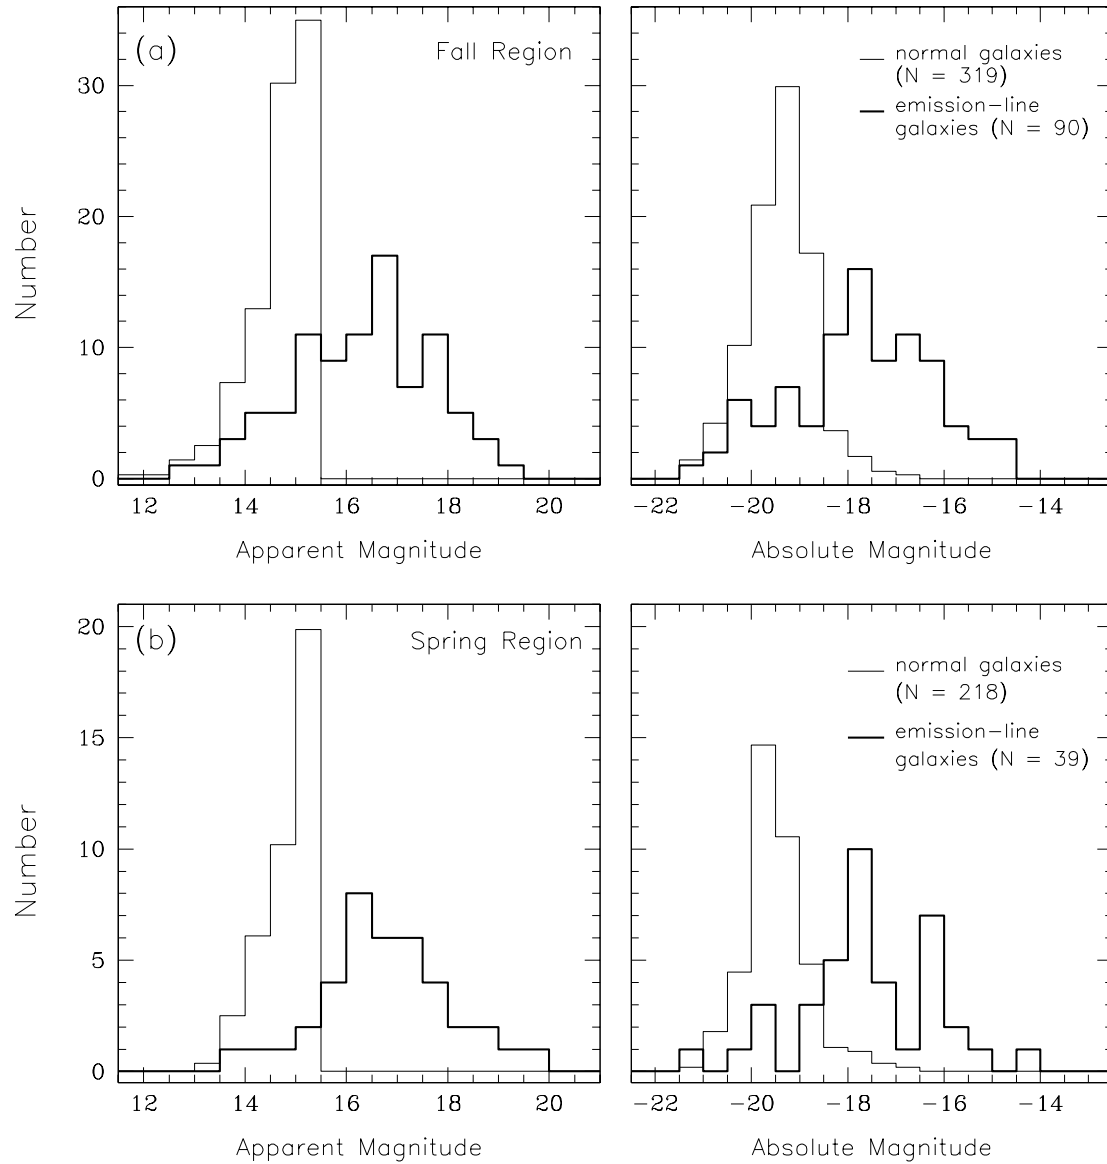 (a)
Fall Region
30
20
10
0
Number
12 14 16 18 20
Apparent Magnitude
normal galaxies
(N = 319)
emission-line
galaxies (N = 90)
-22 -20 -18 -16 -14
Absolute Magnitude
(b)
Spring Region
20
15
10
5
0
Number
12 14 16 18 20
Apparent Magnitude
normal galaxies
(N = 218)
emission-line
galaxies (N = 39)
-22 -20 -18 -16 -14
Absolute Magnitude